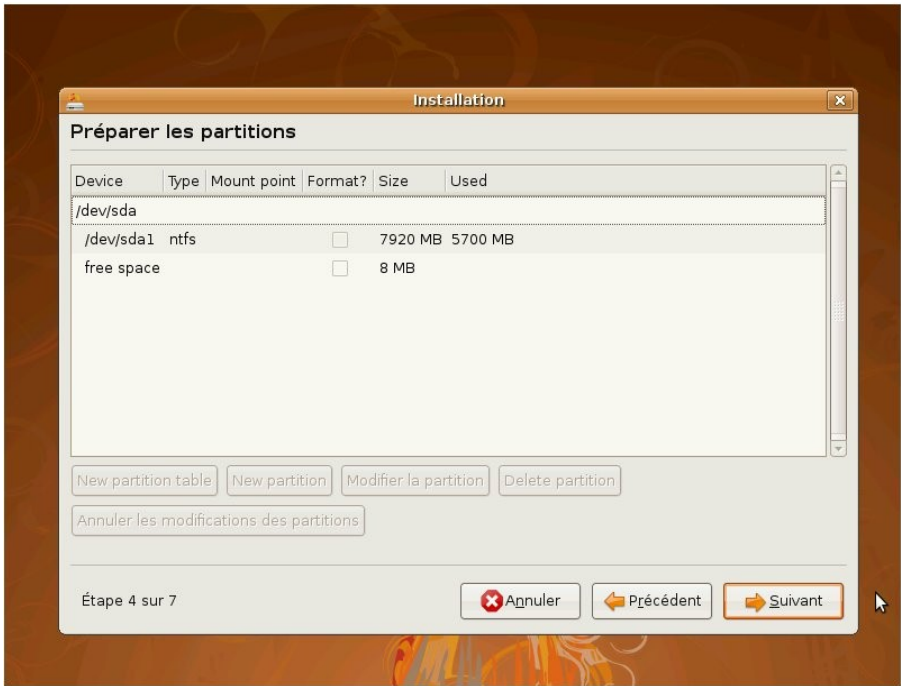 Installation
Préparer les partitions
Device Type Mount point Format? Size Used
/dev/sda
/dev/sda1 ntfs 7920 MB 5700 MB
free space 8 MB
New partition table New partition Modifier la partition Delete partition
Annuler les modifications des partitions
Étape 4 sur 7 Annuler Précédent Suivant